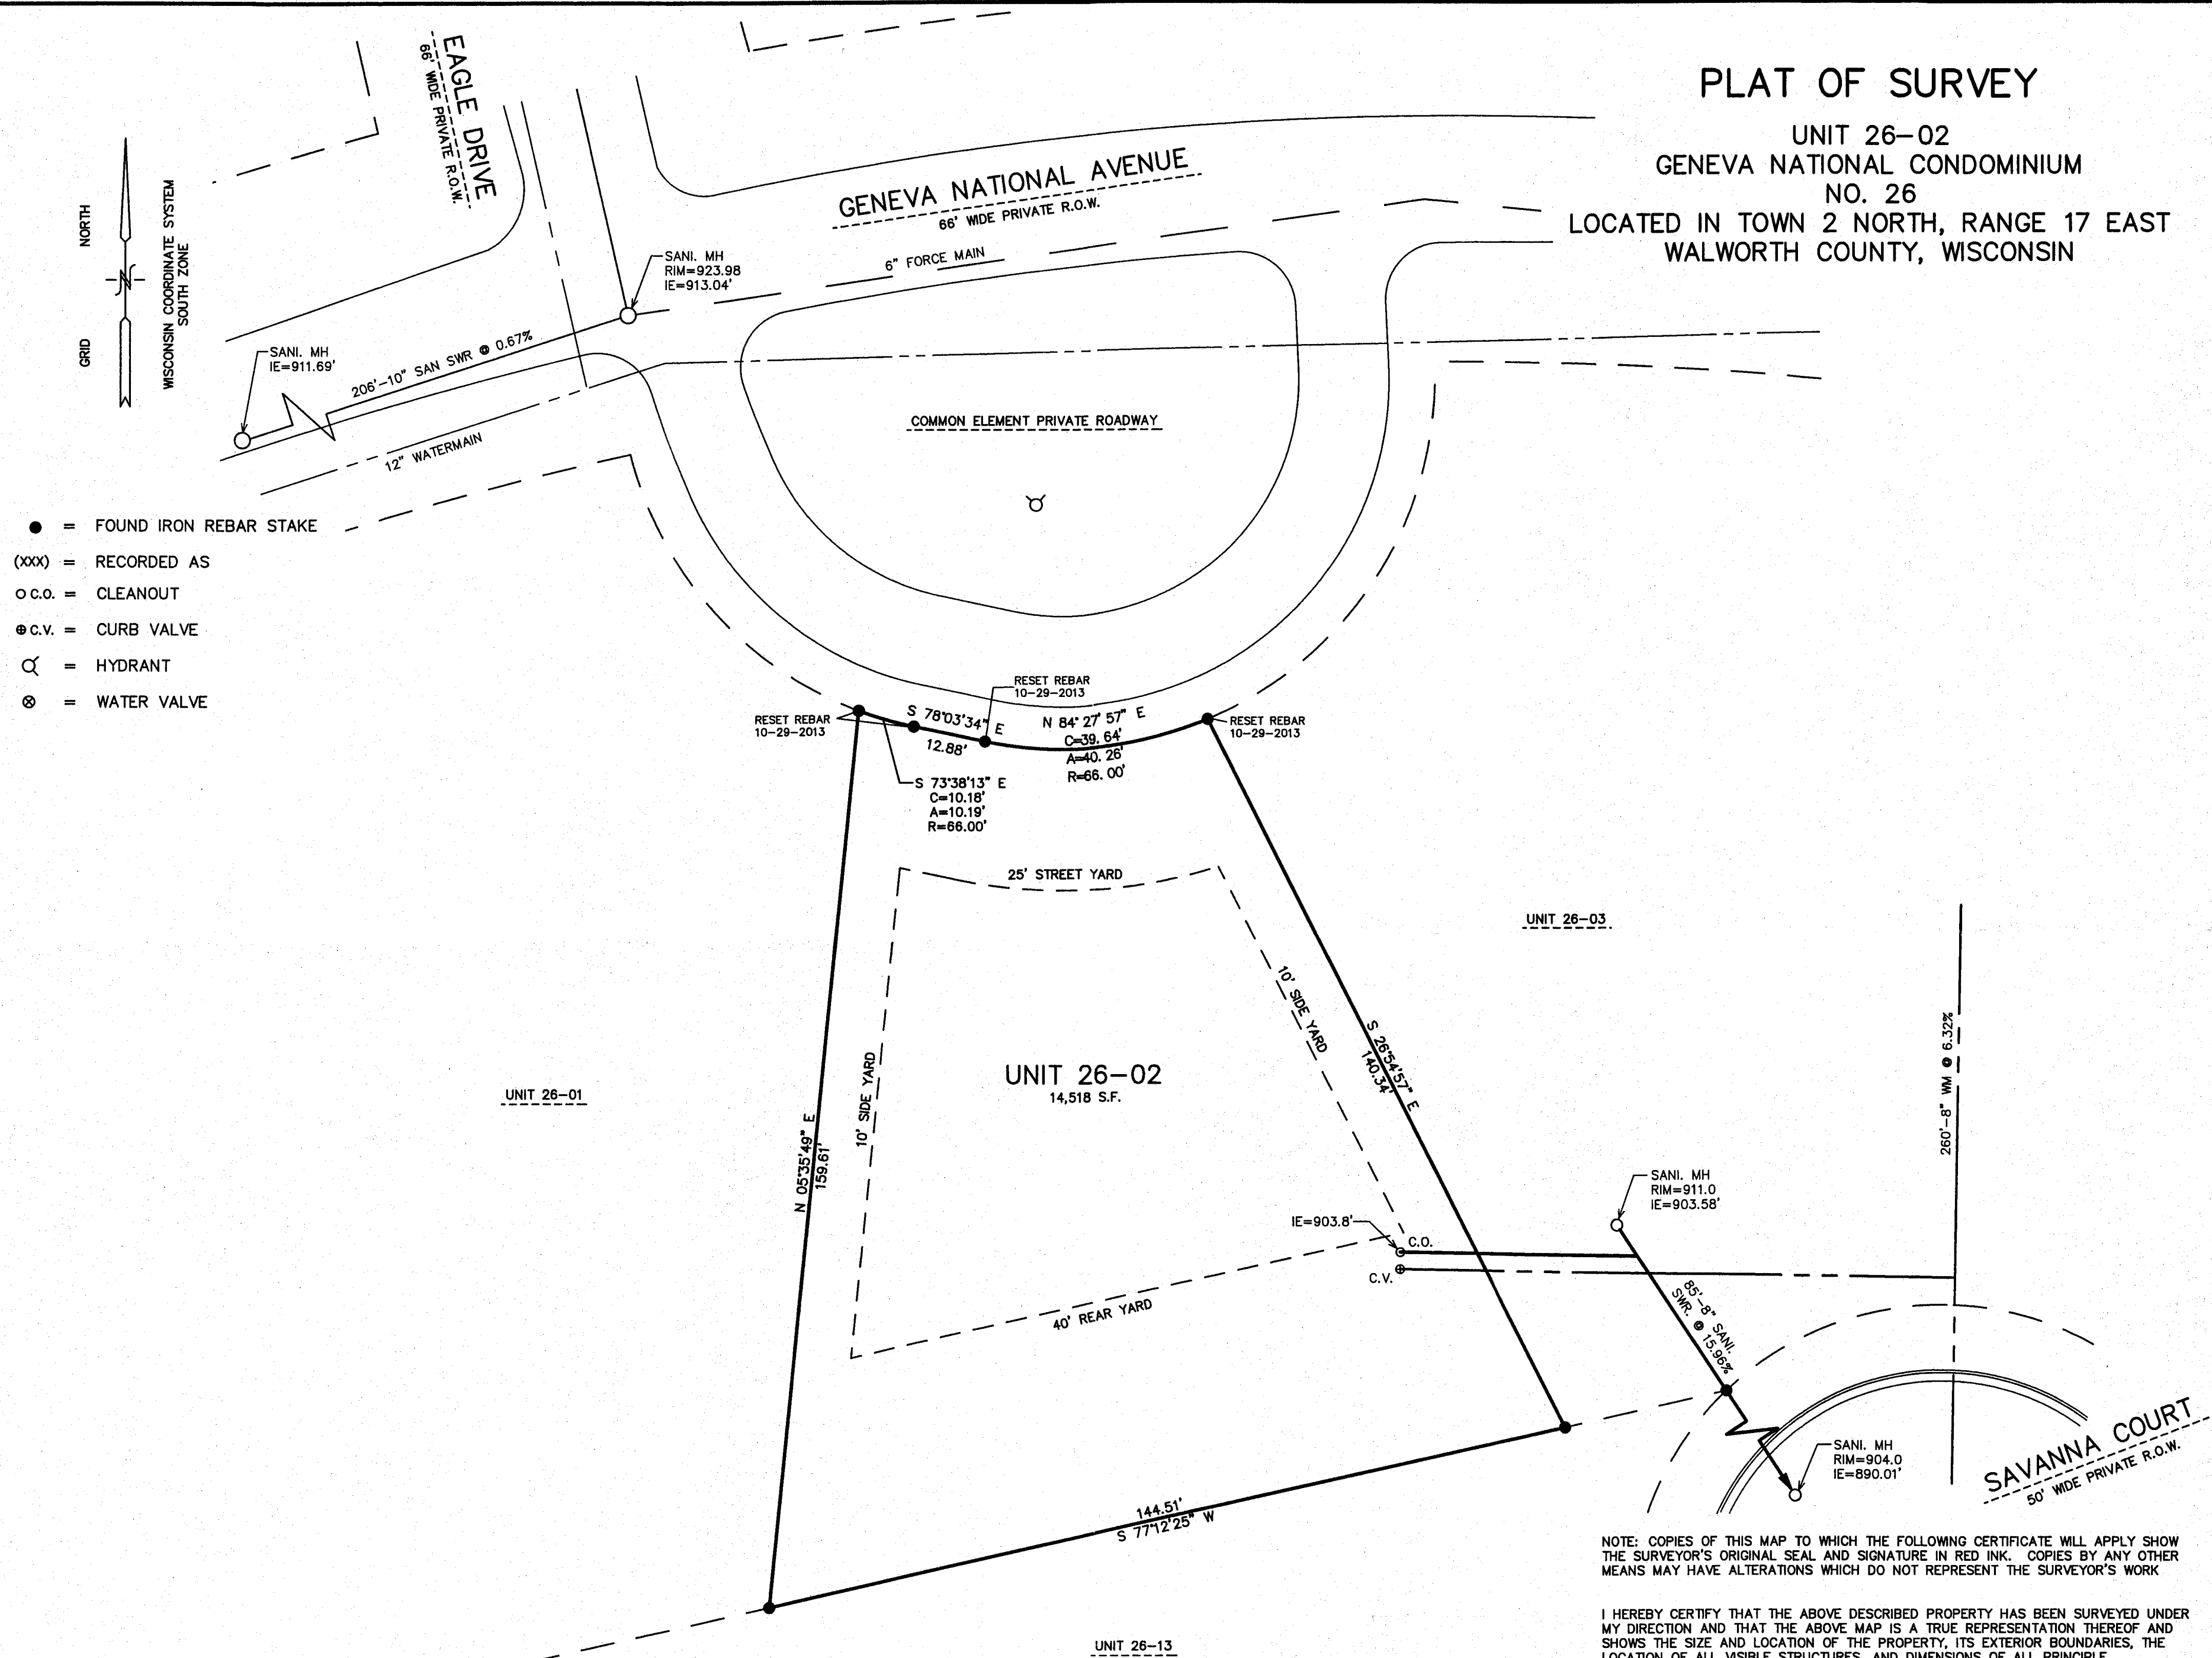 PLAT OF SURVEY
UNIT 26-02
GENEVA NATIONAL CONDOMINIUM
NO. 26
LOCATED IN TOWN 2 NORTH, RANGE 17 EAST
WALWORTH COUNTY, WISCONSIN
EAGLE DRIVE
66' WIDE PRIVATE R.O.W.
GENEVA NATIONAL AVENUE
66' WIDE PRIVATE R.O.W.
6" FORCE MAIN
NORTH
GRID
N
WISCONSIN COORDINATE SYSTEM
SOUTH ZONE
SANI. MH
RIM=923.98
IE=913.04'
SANI. MH
IE=911.69'
206'-10" SAN SWR @ 0.67%
12" WATERMAIN
COMMON ELEMENT PRIVATE ROADWAY
● = FOUND IRON REBAR STAKE
(XXX) = RECORDED AS
○ C.O. = CLEANOUT
⊕ C.V. = CURB VALVE
= HYDRANT
⊗ = WATER VALVE
RESET REBAR
10-29-2013
RESET REBAR
10-29-2013
RESET REBAR
10-29-2013
S 78°03'34" E
12.88'
N 84° 27' 57" E
C=39. 64'
A=40. 26'
R=66. 00'
S 73°38'13" E
C=10.18'
A=10.19'
R=66.00'
25' STREET YARD
UNIT 26-03
10' SIDE YARD
10' SIDE YARD
S 26°54'57" E
140.34'
UNIT 26-02
14,518 S.F.
UNIT 26-01
N 05°35'49" E
159.61'
260'-8" WM @ 6.32%
SANI. MH
RIM=911.0
IE=903.58'
IE=903.8'
C.O.
C.V.
40' REAR YARD
85'-8" SANI.
SWR. @ 15.96%
SANI. MH
RIM=904.0
IE=890.01'
SAVANNA COURT
50' WIDE PRIVATE R.O.W.
144.51'
S 77°12'25" W
UNIT 26-13
NOTE: COPIES OF THIS MAP TO WHICH THE FOLLOWING CERTIFICATE WILL APPLY SHOW
THE SURVEYOR'S ORIGINAL SEAL AND SIGNATURE IN RED INK. COPIES BY ANY OTHER
MEANS MAY HAVE ALTERATIONS WHICH DO NOT REPRESENT THE SURVEYOR'S WORK
I HEREBY CERTIFY THAT THE ABOVE DESCRIBED PROPERTY HAS BEEN SURVEYED UNDER
MY DIRECTION AND THAT THE ABOVE MAP IS A TRUE REPRESENTATION THEREOF AND
SHOWS THE SIZE AND LOCATION OF THE PROPERTY, ITS EXTERIOR BOUNDARIES, THE
LOCATION OF ALL VISIBLE STRUCTURES, AND DIMENSIONS OF ALL PRINCIPLE